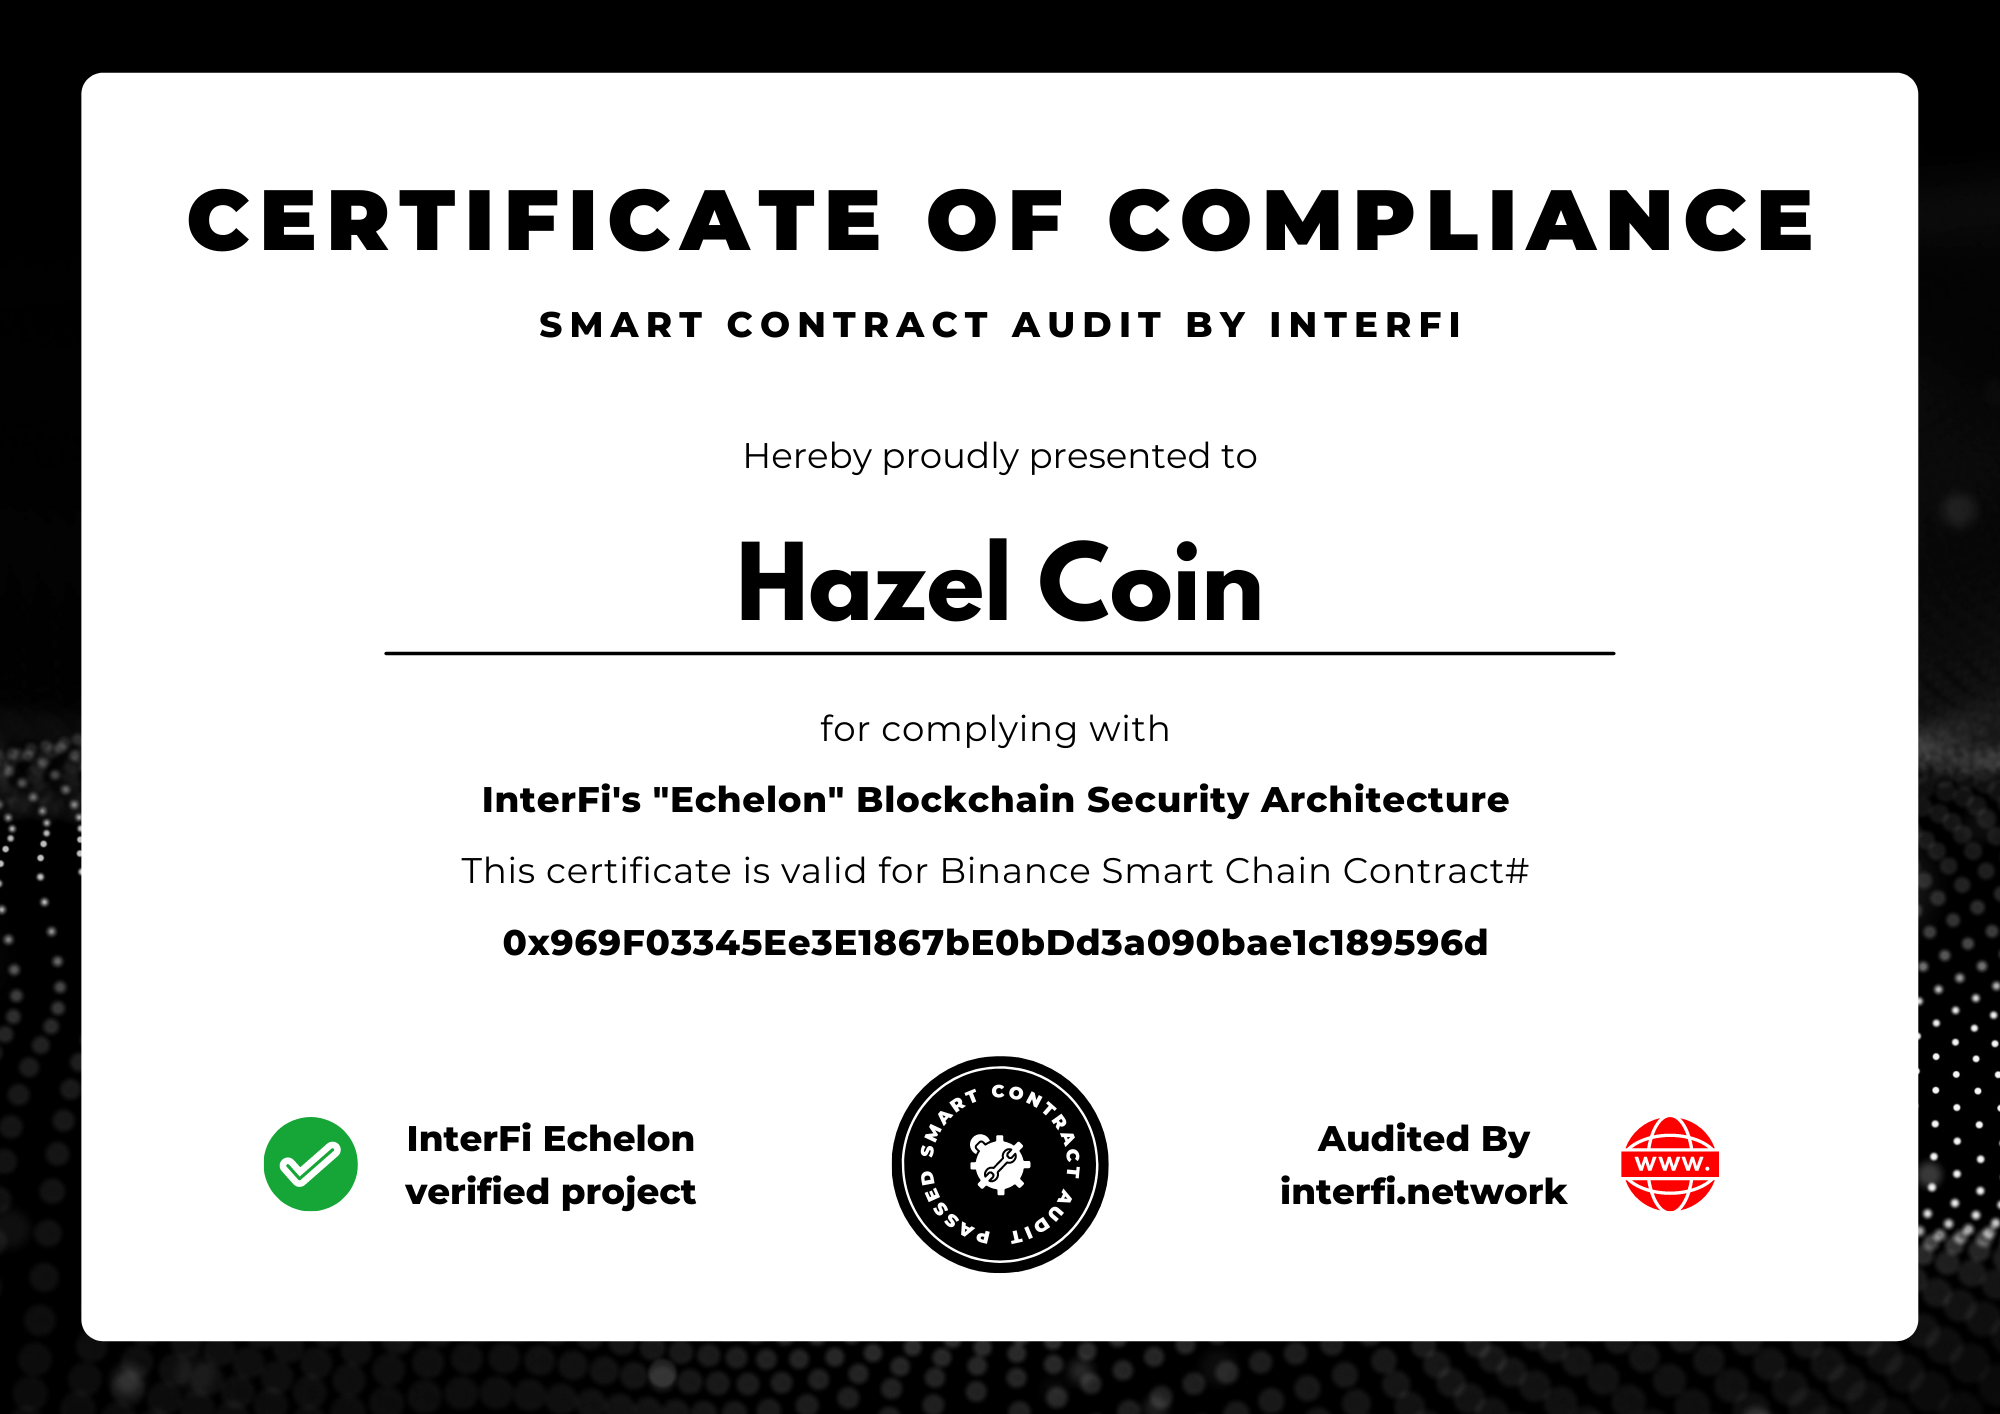 CERTIFICATE OF COMPLIANCE
SMART CONTRACT AUDIT BY INTERFI
Hereby proudly presented to
Hazel Coin
for complying with
InterFi's "Echelon" Blockchain Security Architecture
This certificate is valid for Binance Smart Chain Contract#
0x969F03345Ee3E1867bE0bDd3a090bae1c189596d
InterFi Echelon
verified project
PASSED SMART CONTRACT AUDIT
Audited By
interfi.network
www.